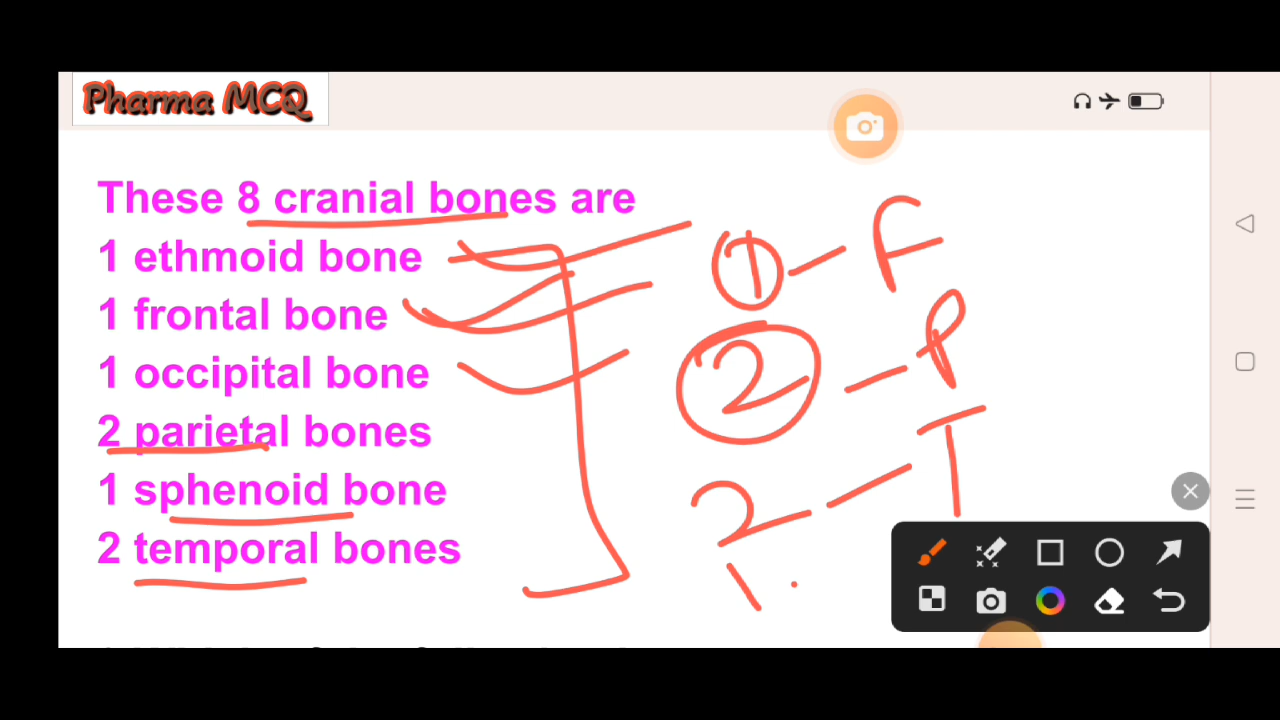 Pharma MCQ
These 8 cranial bones are
1 ethmoid bone
1 frontal bone
1 occipital bone
2 parietal bones
1 sphenoid bone
2 temporal bones
1 - F
2 - P
2 - T
1